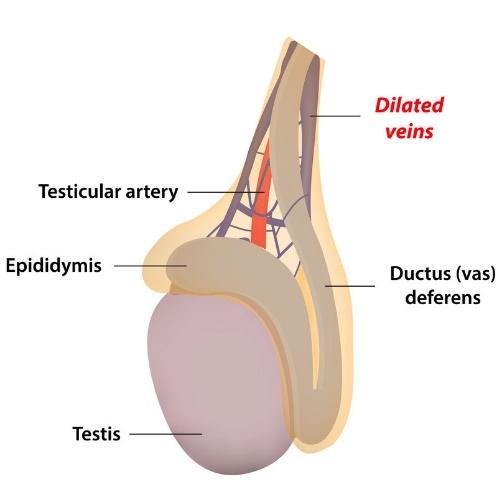 Dilated
veins
Testicular artery
Epididymis
Ductus (vas)
deferens
Testis